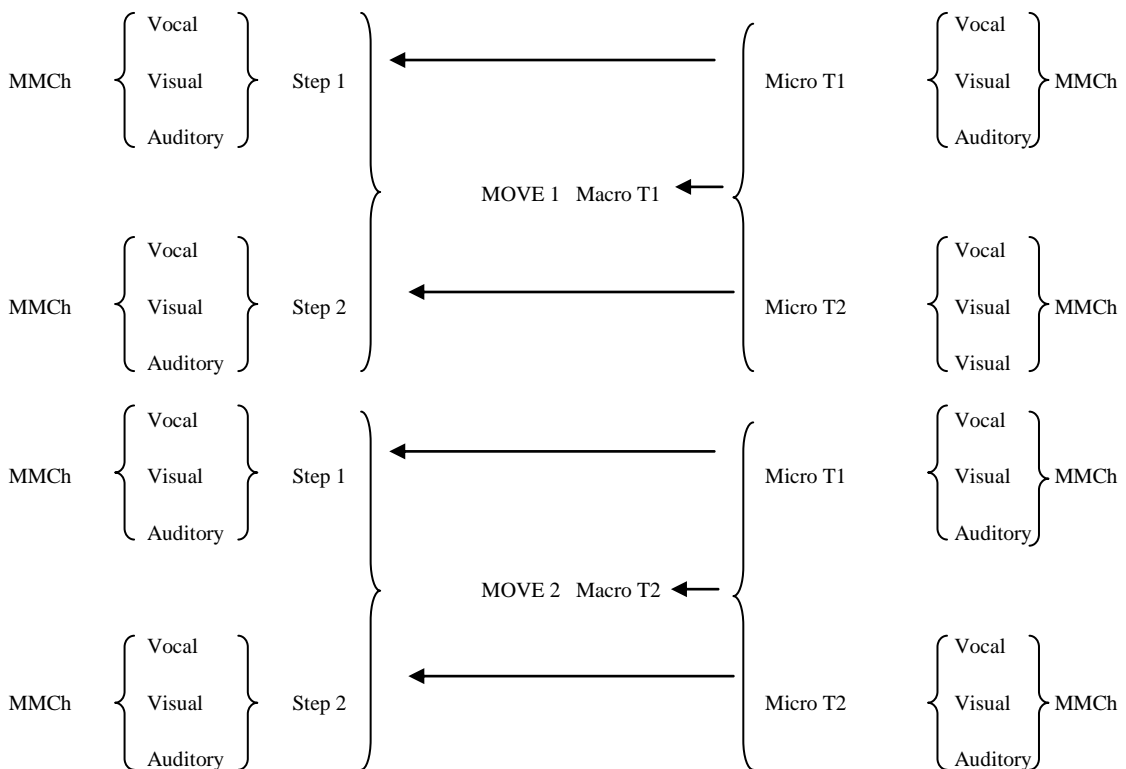 Vocal Vocal
MMCh Visual Step 1 Micro T1 Visual MMCh
Auditory Auditory
MOVE 1 Macro T1
Vocal Vocal
MMCh Visual Step 2 Micro T2 Visual MMCh
Auditory Visual
Vocal Vocal
MMCh Visual Step 1 Micro T1 Visual MMCh
Auditory Auditory
MOVE 2 Macro T2
Vocal Vocal
MMCh Visual Step 2 Micro T2 Visual MMCh
Auditory Auditory